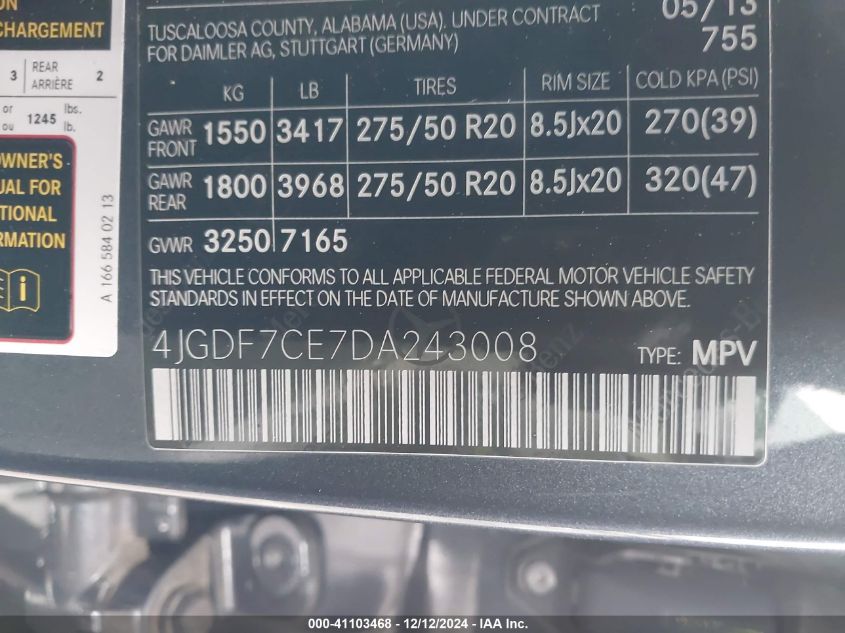 ON
CHARGEMENT
3 REAR ARRIÈRE 2
or ou 1245 lbs. lb.
OWNER'S
UAL FOR
TIONAL
RMATION
A 166 584 02 13
05/13
TUSCALOOSA COUNTY, ALABAMA (USA). UNDER CONTRACT
FOR DAIMLER AG, STUTTGART (GERMANY) 755
KG LB TIRES RIM SIZE COLD KPA (PSI)
GAWR FRONT 1550 3417 275/50 R20 8.5Jx20 270(39)
GAWR REAR 1800 3968 275/50 R20 8.5Jx20 320(47)
GVWR 3250 7165
THIS VEHICLE CONFORMS TO ALL APPLICABLE FEDERAL MOTOR VEHICLE SAFETY
STANDARDS IN EFFECT ON THE DATE OF MANUFACTURE SHOWN ABOVE.
4JGDF7CE7DA243008 TYPE: MPV
000-41103468 - 12/12/2024 - IAA Inc.